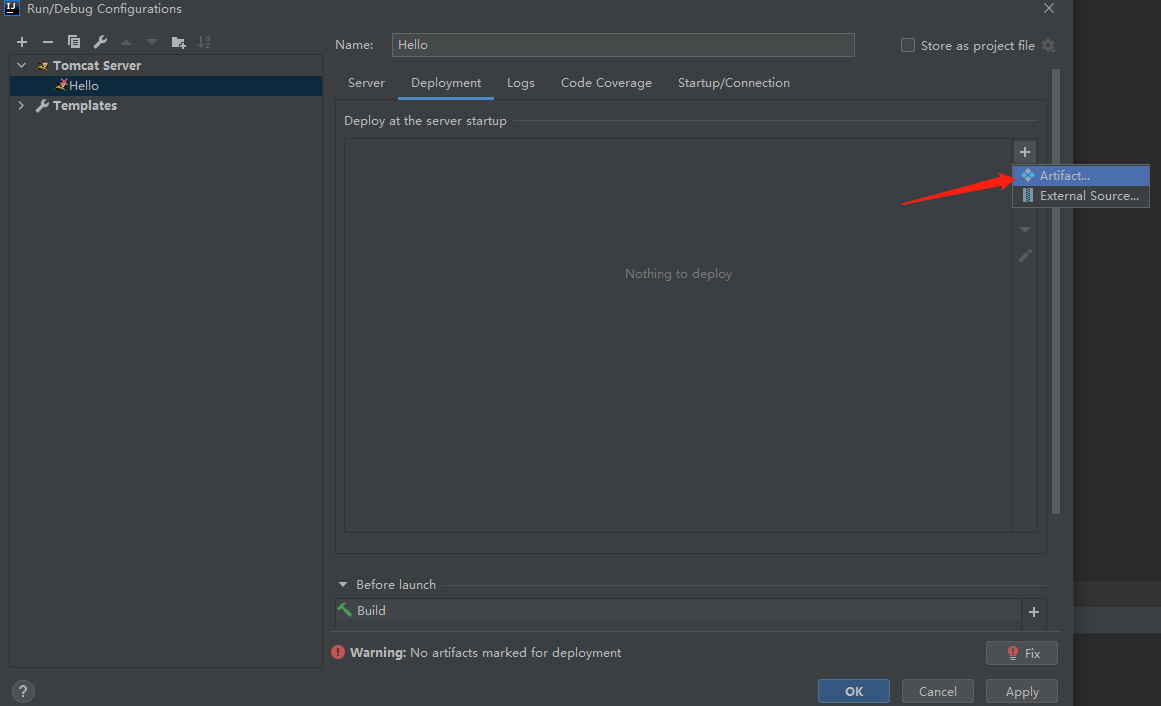 IJ
Run/Debug Configurations
Tomcat Server
Hello
Templates
Name:
Hello
Store as project file
Server
Deployment
Logs
Code Coverage
Startup/Connection
Deploy at the server startup
Artifact...
External Source...
Nothing to deploy
Before launch
Build
Warning: No artifacts marked for deployment
Fix
?
OK
Cancel
Apply